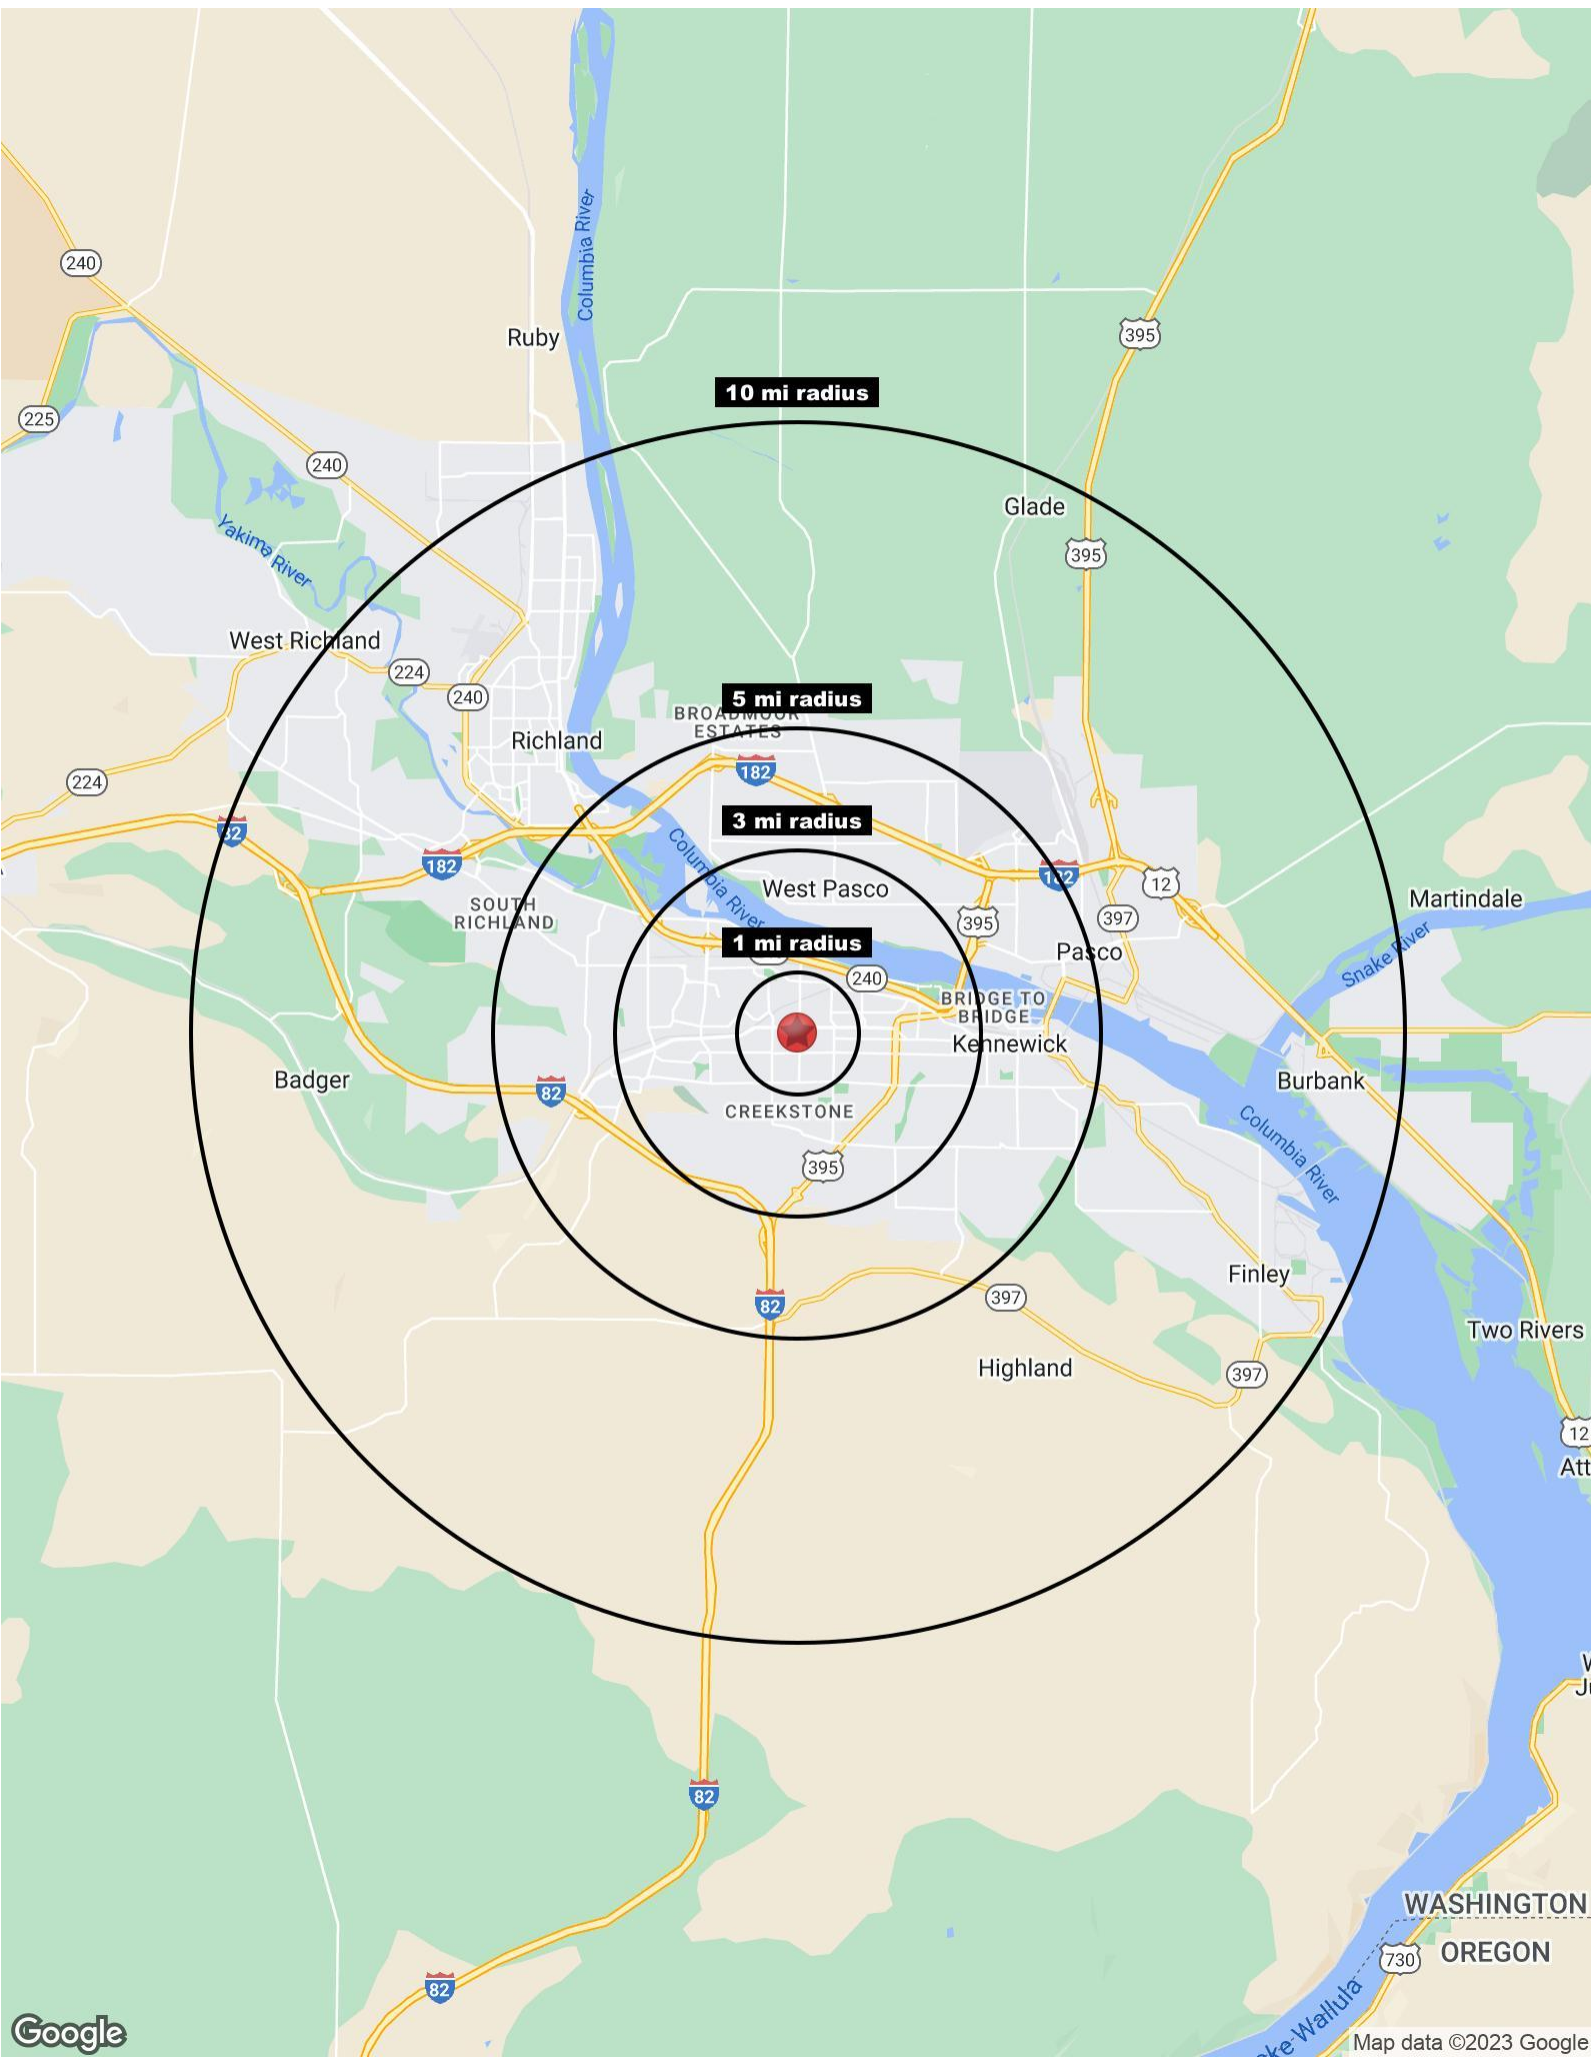 Columbia River
240
Ruby
395
10 mi radius
225
240
Glade
395
Yakima River
West Richland
224
240
5 mi radius
BROADMOOR
ESTATES
Richland
182
224
3 mi radius
82
182
Columbia River
West Pasco
182
12
Martindale
SOUTH
RICHLAND
395
397
1 mi radius
Pasco
Snake River
240
BRIDGE TO
BRIDGE
Kennewick
Badger
82
Burbank
CREEKSTONE
Columbia River
395
Finley
82
397
Two Rivers
Highland
397
12
Att
82
WASHINGTON
OREGON
730
82
ke Wallula
Google
Map data ©2023 Google